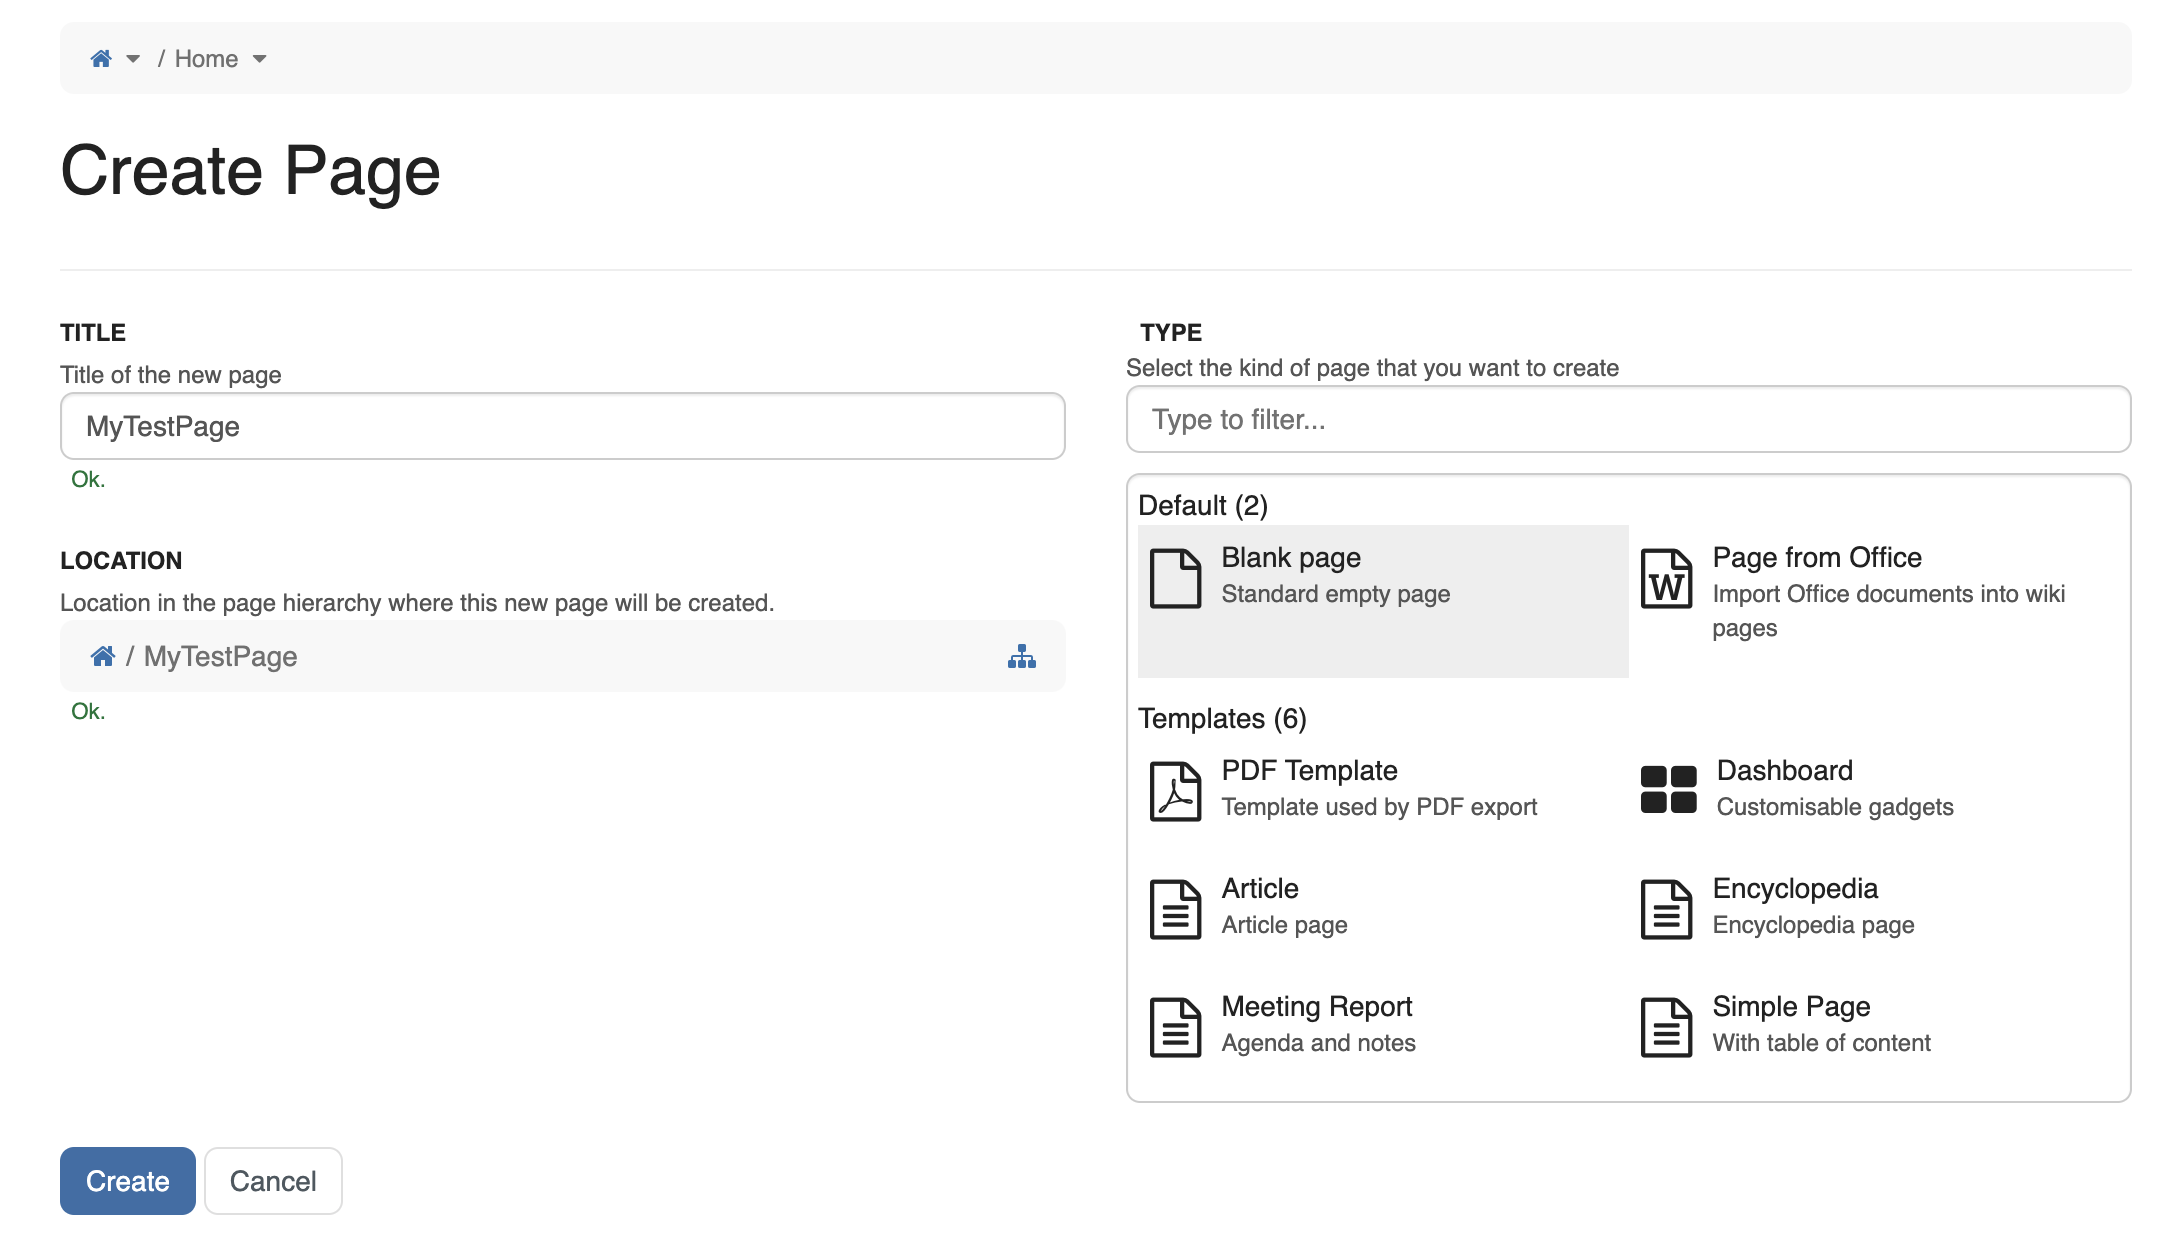 / Home
Create Page
TITLE
Title of the new page
MyTestPage
Ok.
LOCATION
Location in the page hierarchy where this new page will be created.
/ MyTestPage
Ok.
TYPE
Select the kind of page that you want to create
Type to filter...
Default (2)
Blank page
Standard empty page
W
Page from Office
Import Office documents into wiki
pages
Templates (6)
PDF Template
Template used by PDF export
Dashboard
Customisable gadgets
Article
Article page
Encyclopedia
Encyclopedia page
Meeting Report
Agenda and notes
Simple Page
With table of content
Create
Cancel